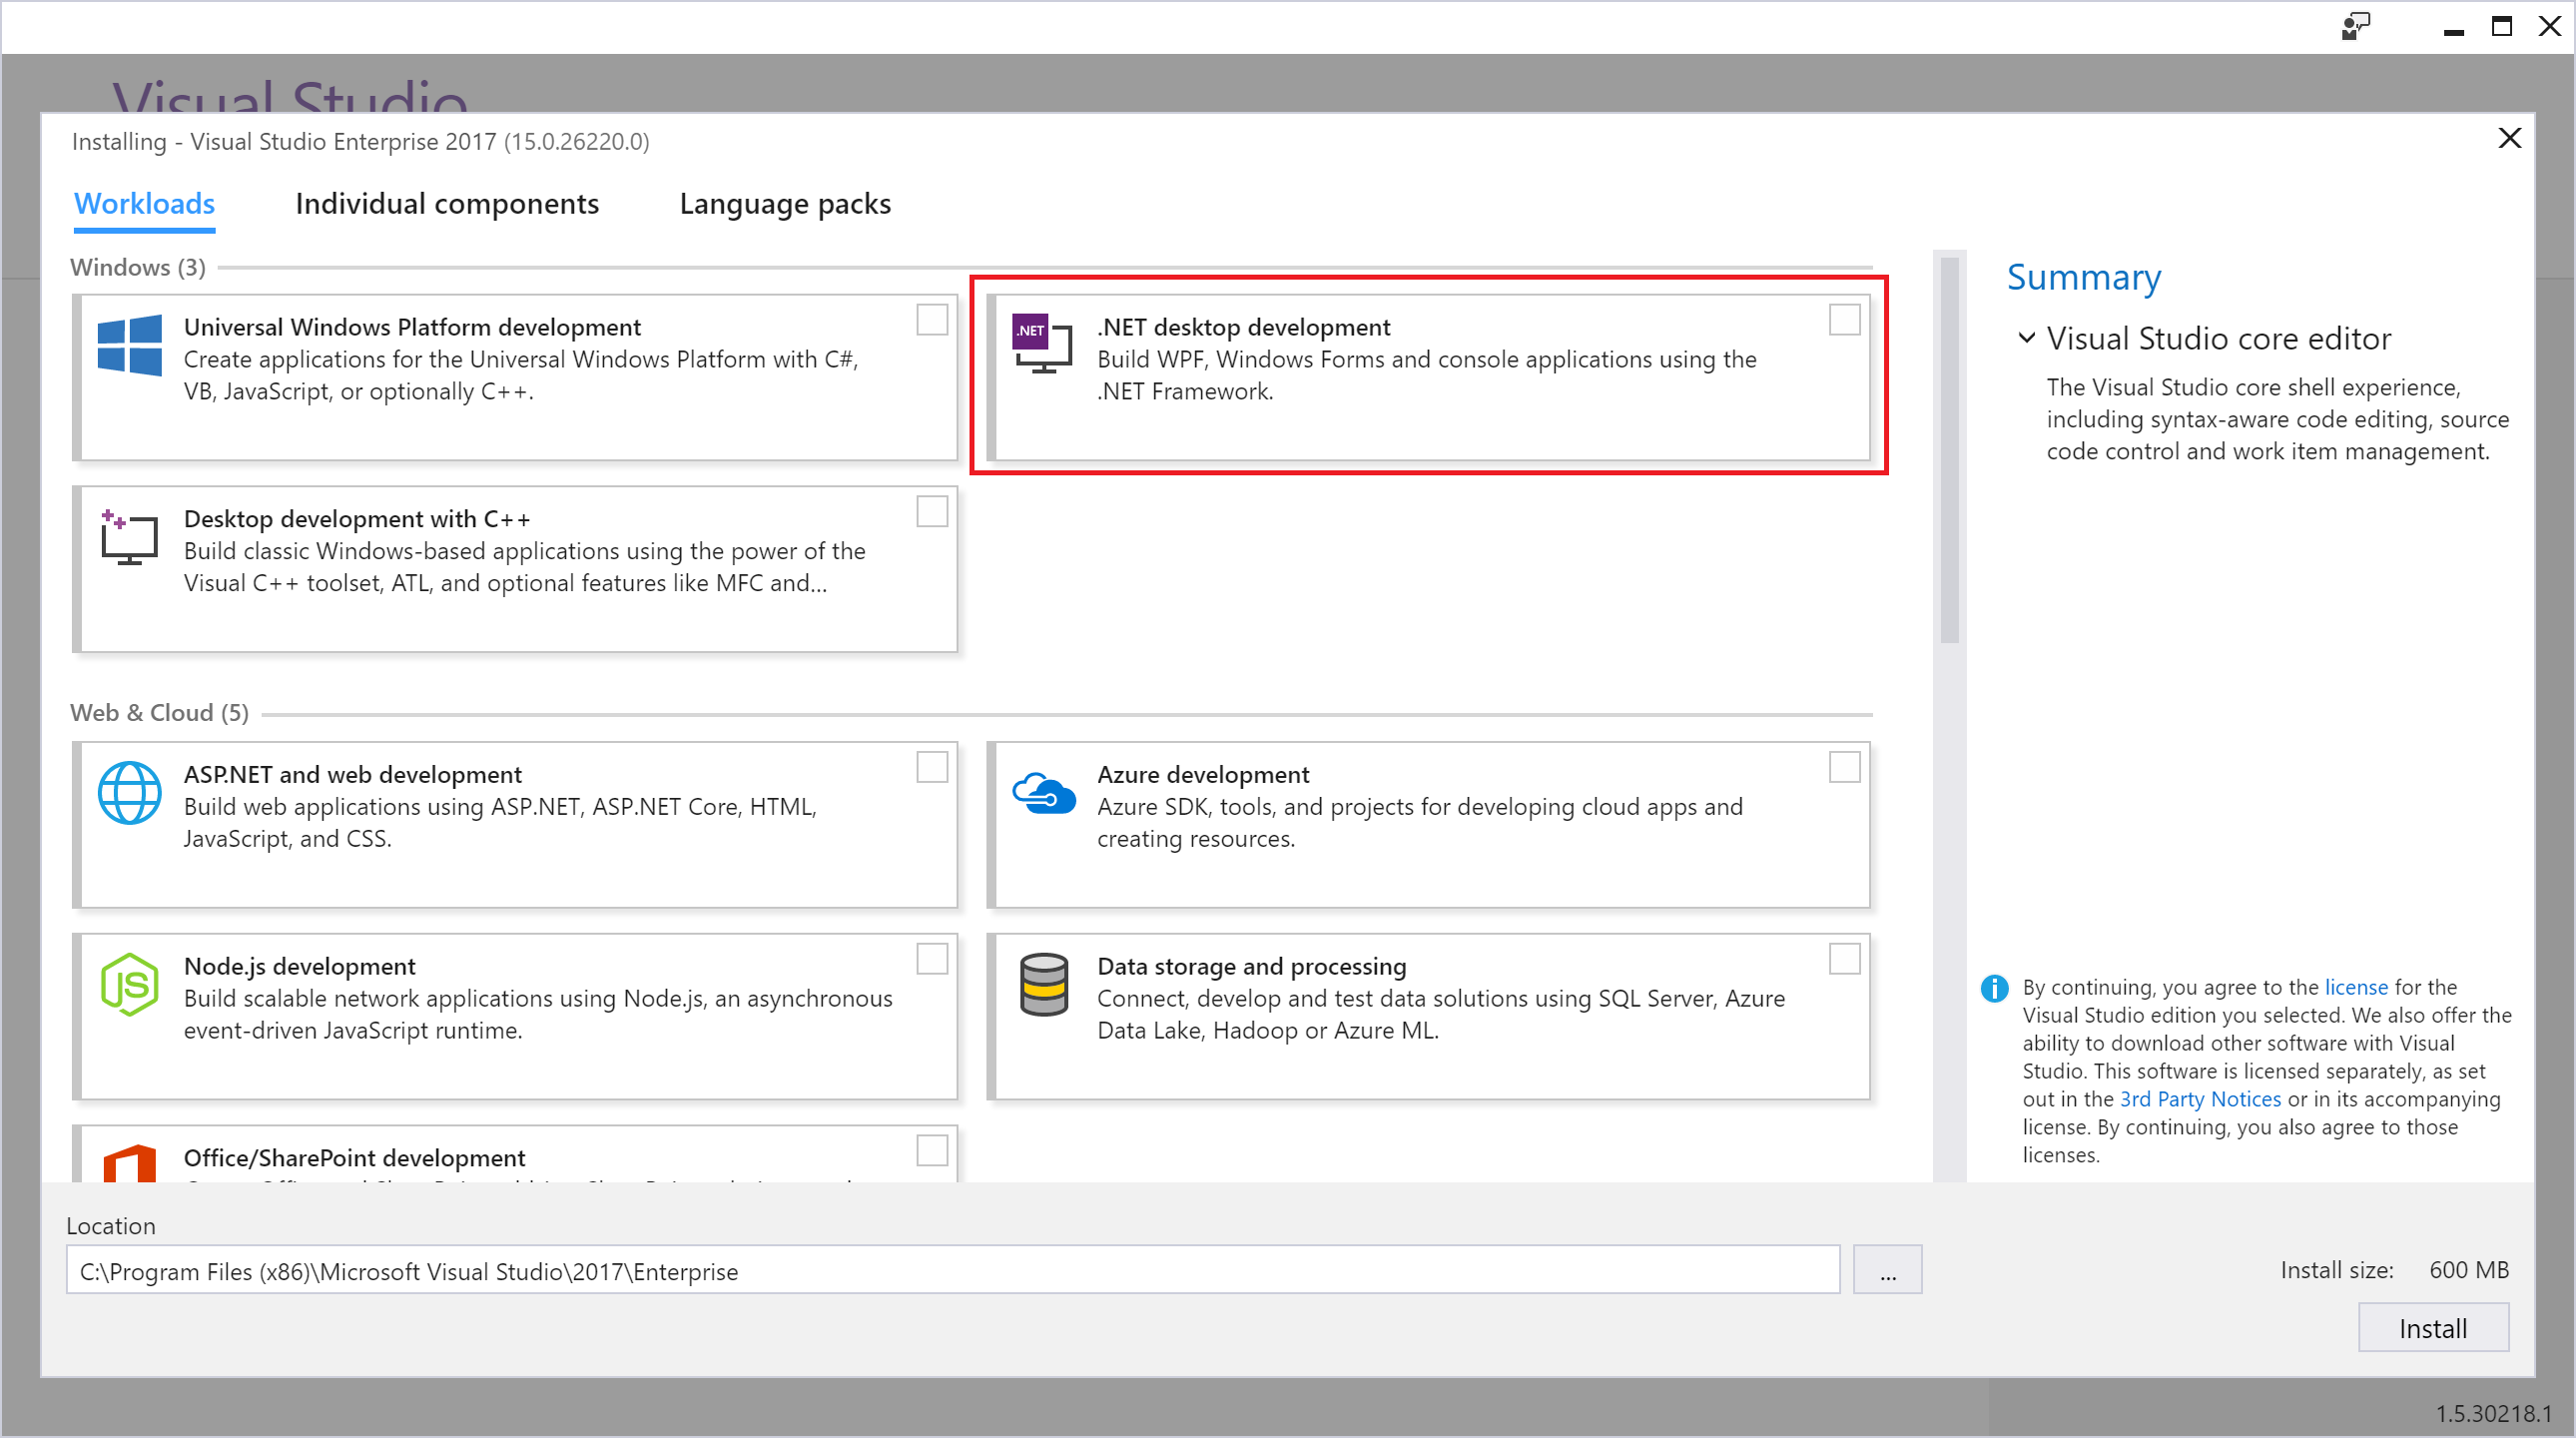 Visual Studio
Installing - Visual Studio Enterprise 2017 (15.0.26220.0)
Workloads
Individual components
Language packs
Windows (3)
Universal Windows Platform development
Create applications for the Universal Windows Platform with C#,
VB, JavaScript, or optionally C++.
.NET
.NET desktop development
Build WPF, Windows Forms and console applications using the
.NET Framework.
Desktop development with C++
Build classic Windows-based applications using the power of the
Visual C++ toolset, ATL, and optional features like MFC and...
Web & Cloud (5)
ASP.NET and web development
Build web applications using ASP.NET, ASP.NET Core, HTML,
JavaScript, and CSS.
Azure development
Azure SDK, tools, and projects for developing cloud apps and
creating resources.
JS
Node.js development
Build scalable network applications using Node.js, an asynchronous
event-driven JavaScript runtime.
Data storage and processing
Connect, develop and test data solutions using SQL Server, Azure
Data Lake, Hadoop or Azure ML.
Office/SharePoint development
Summary
Visual Studio core editor
The Visual Studio core shell experience,
including syntax-aware code editing, source
code control and work item management.
By continuing, you agree to the license for the
Visual Studio edition you selected. We also offer the
ability to download other software with Visual
Studio. This software is licensed separately, as set
out in the 3rd Party Notices or in its accompanying
license. By continuing, you also agree to those
licenses.
Location
C:\Program Files (x86)\Microsoft Visual Studio\2017\Enterprise
...
Install size: 600 MB
Install
1.5.30218.1